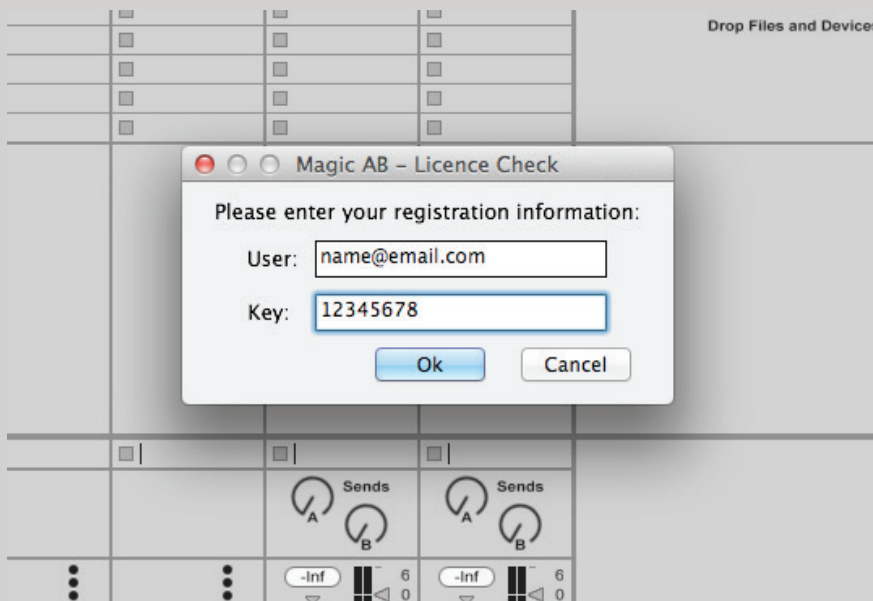 Drop Files and Devices
Magic AB – Licence Check
Please enter your registration information:
User: name@email.com
Key: 12345678
Ok Cancel
Sends Sends
A A
B B
-Inf 6 -Inf 6
0 0